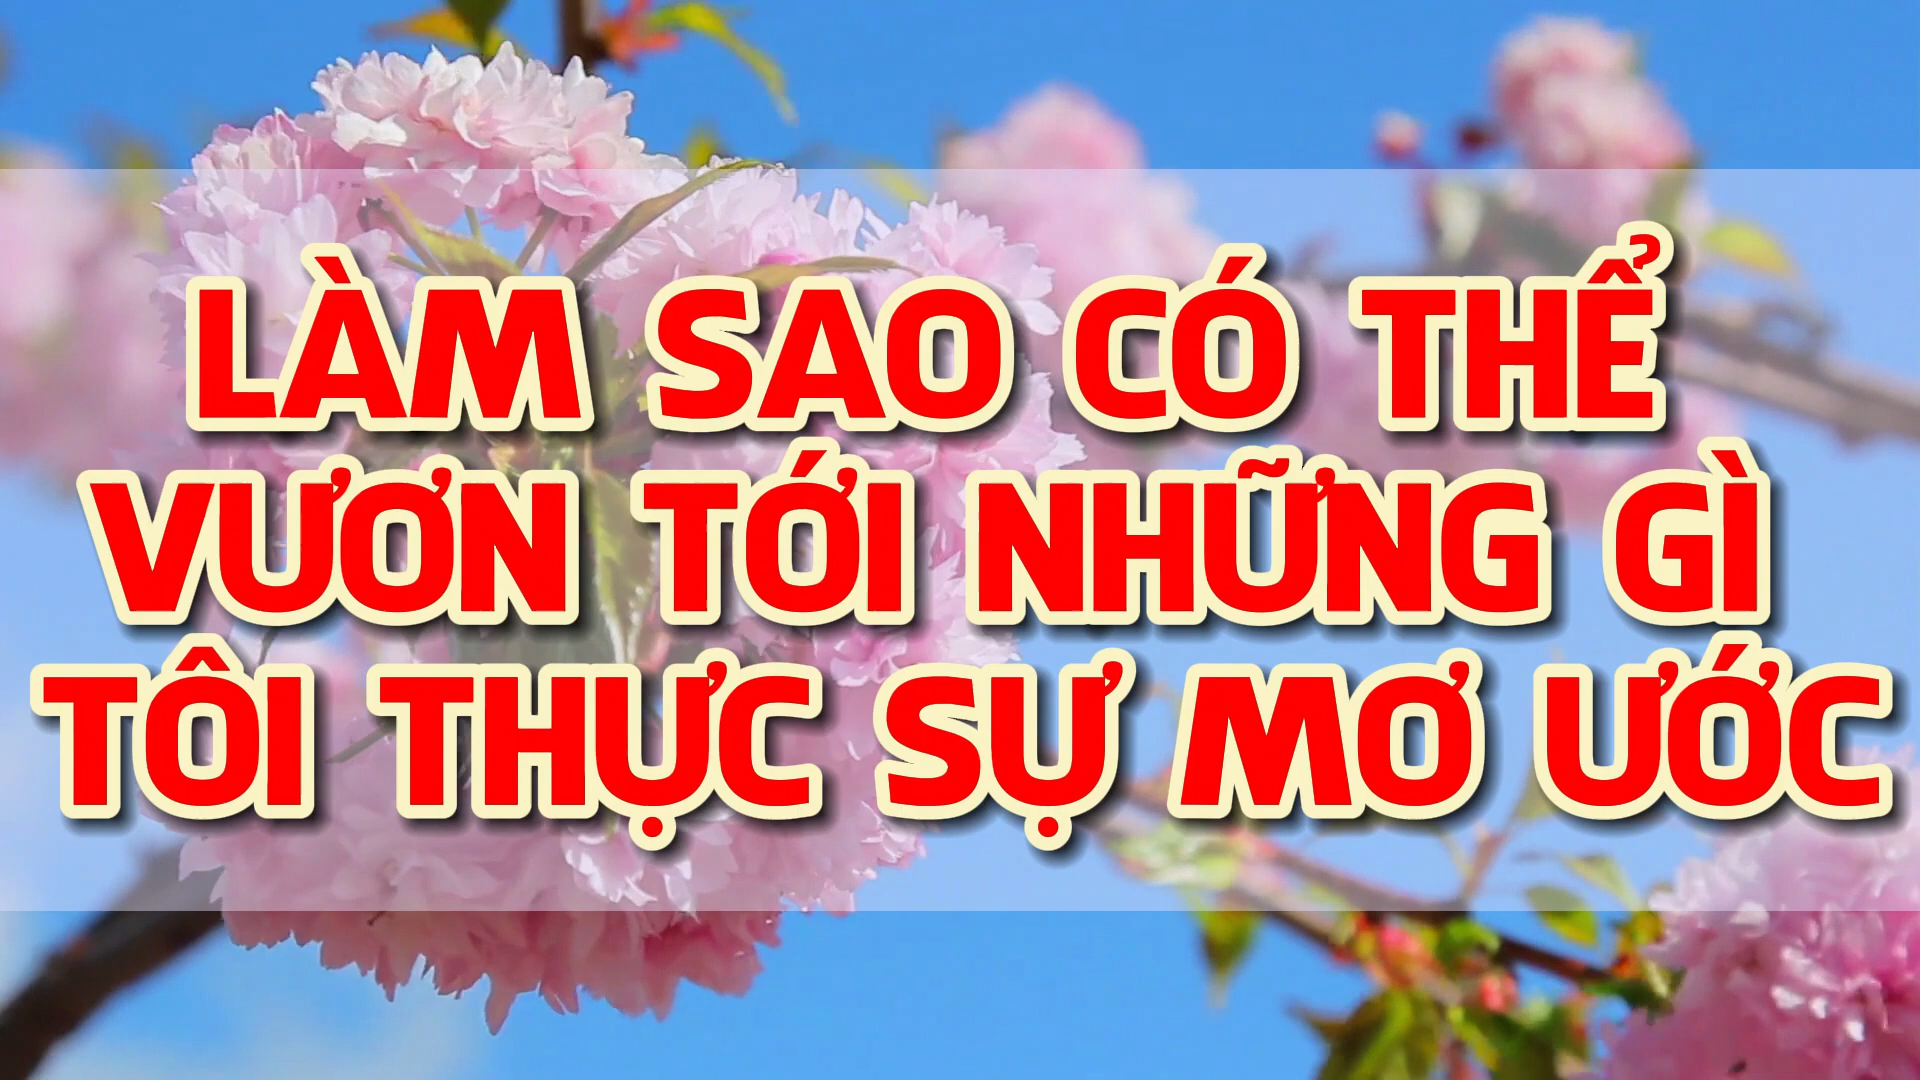 LÀM SAO CÓ THỂ
VƯƠN TỚI NHỮNG GÌ
TÔI THỰC SỰ MƠ ƯỚC